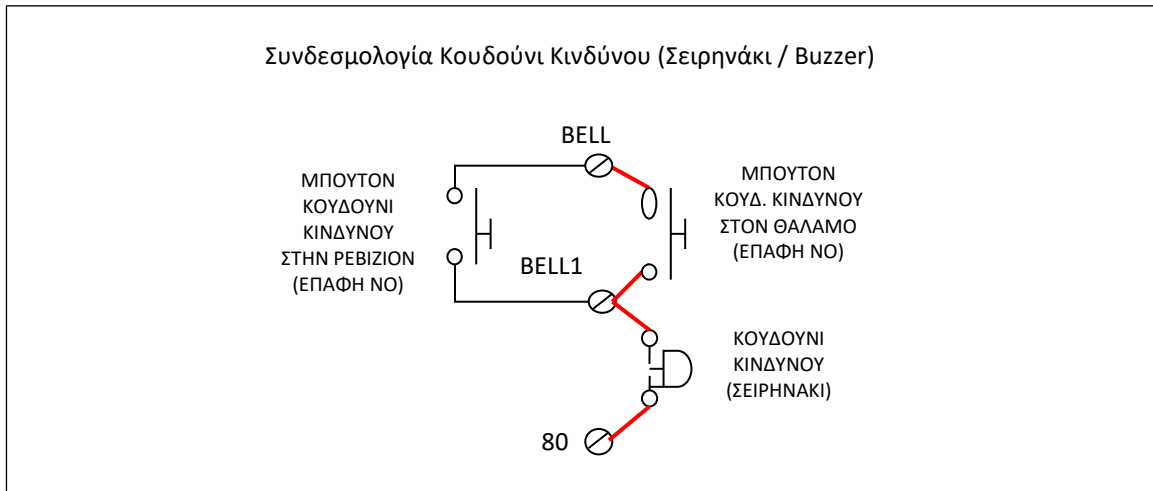 Συνδεσμολογία Κουδούνι Κινδύνου (Σειρηνάκι / Buzzer)
BELL
ΜΠΟΥΤΟΝ
ΚΟΥΔΟΥΝΙ
ΚΙΝΔΥΝΟΥ
ΣΤΗΝ ΡΕΒΙΖΙΟΝ
(ΕΠΑΦΗ ΝΟ)
ΜΠΟΥΤΟΝ
ΚΟΥΔ. ΚΙΝΔΥΝΟΥ
ΣΤΟΝ ΘΑΛΑΜΟ
(ΕΠΑΦΗ ΝΟ)
BELL1
ΚΟΥΔΟΥΝΙ
ΚΙΝΔΥΝΟΥ
(ΣΕΙΡΗΝΑΚΙ)
80